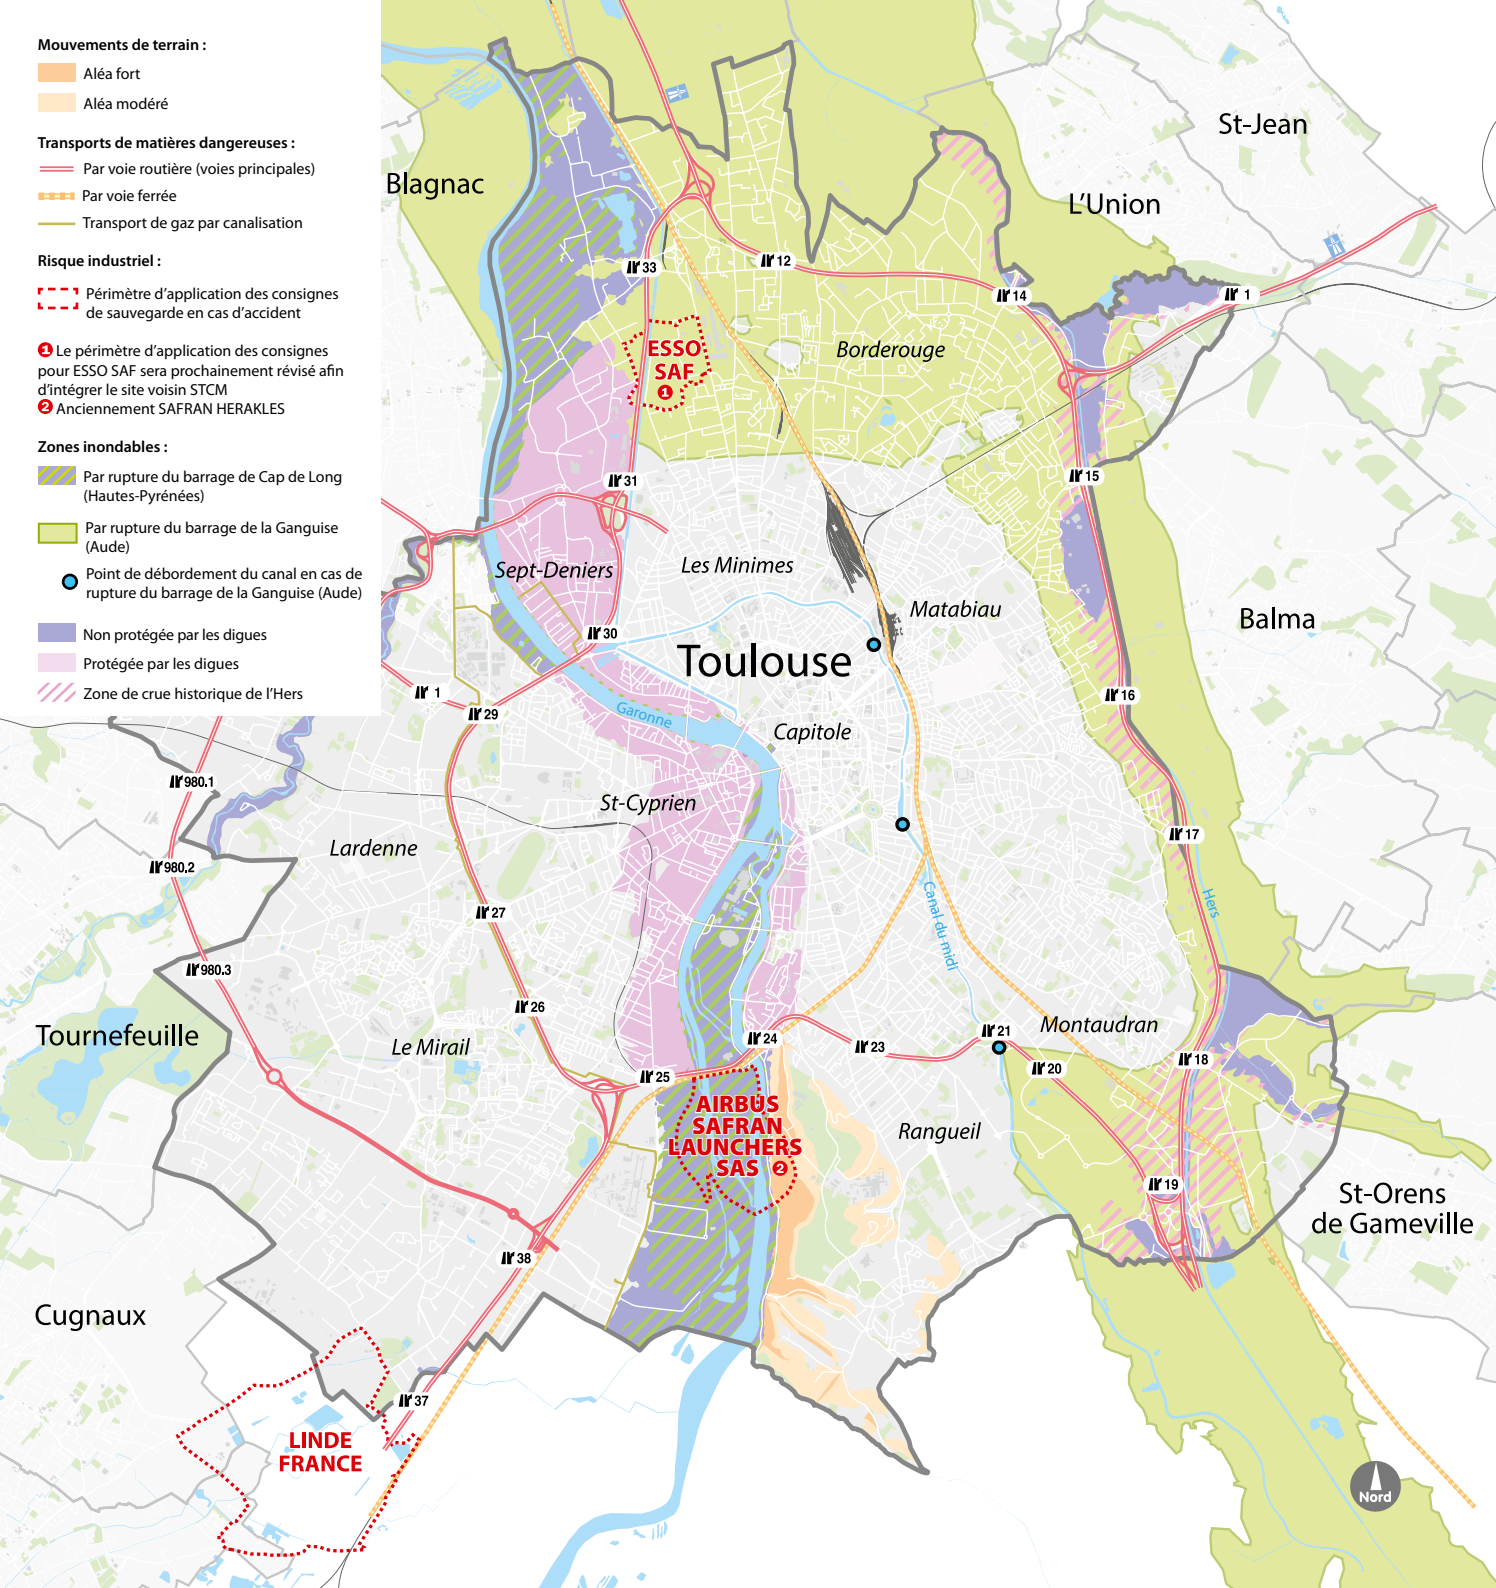 Mouvements de terrain :
Aléa fort
Aléa modéré
Transports de matières dangereuses :
Par voie routière (voies principales)
Par voie ferrée
Transport de gaz par canalisation
Risque industriel :
Périmètre d'application des consignes
de sauvegarde en cas d'accident
1 Le périmètre d'application des consignes
pour ESSO SAF sera prochainement révisé afin
d'intégrer le site voisin STCM
2 Anciennement SAFRAN HERAKLES
Zones inondables :
Par rupture du barrage de Cap de Long
(Hautes-Pyrénées)
Par rupture du barrage de la Ganguise
(Aude)
Point de débordement du canal en cas de
rupture du barrage de la Ganguise (Aude)
Non protégée par les digues
Protégée par les digues
Zone de crue historique de l'Hers
St-Jean
Blagnac
L'Union
33
12
14
1
ESSO
SAF
1
Borderouge
31
15
Sept-Deniers
Les Minimes
Matabiau
Balma
30
Toulouse
1
29
16
Garonne
Capitole
980.1
St-Cyprien
17
Lardenne
980.2
Hers
27
Canal du midi
980.3
26
Tournefeuille
Le Mirail
24
23
21
Montaudran
18
20
25
AIRBUS
SAFRAN
LAUNCHERS
SAS 2
Rangueil
19
St-Orens
de Gameville
38
Cugnaux
37
LINDE
FRANCE
Nord